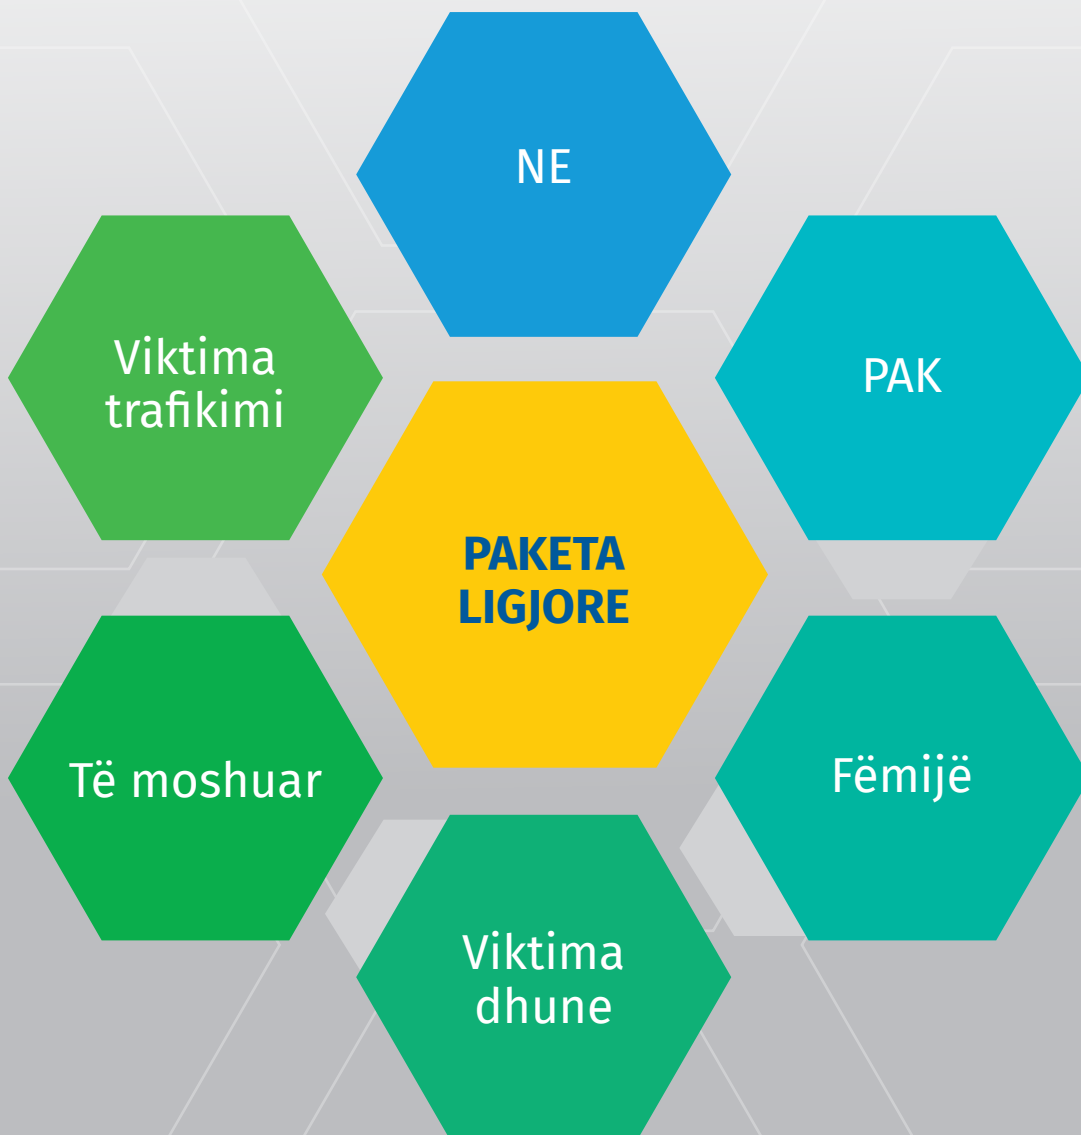 NE
Viktima
trafikimi
PAK
PAKETA
LIGJORE
Të moshuar
Fëmijë
Viktima
dhune